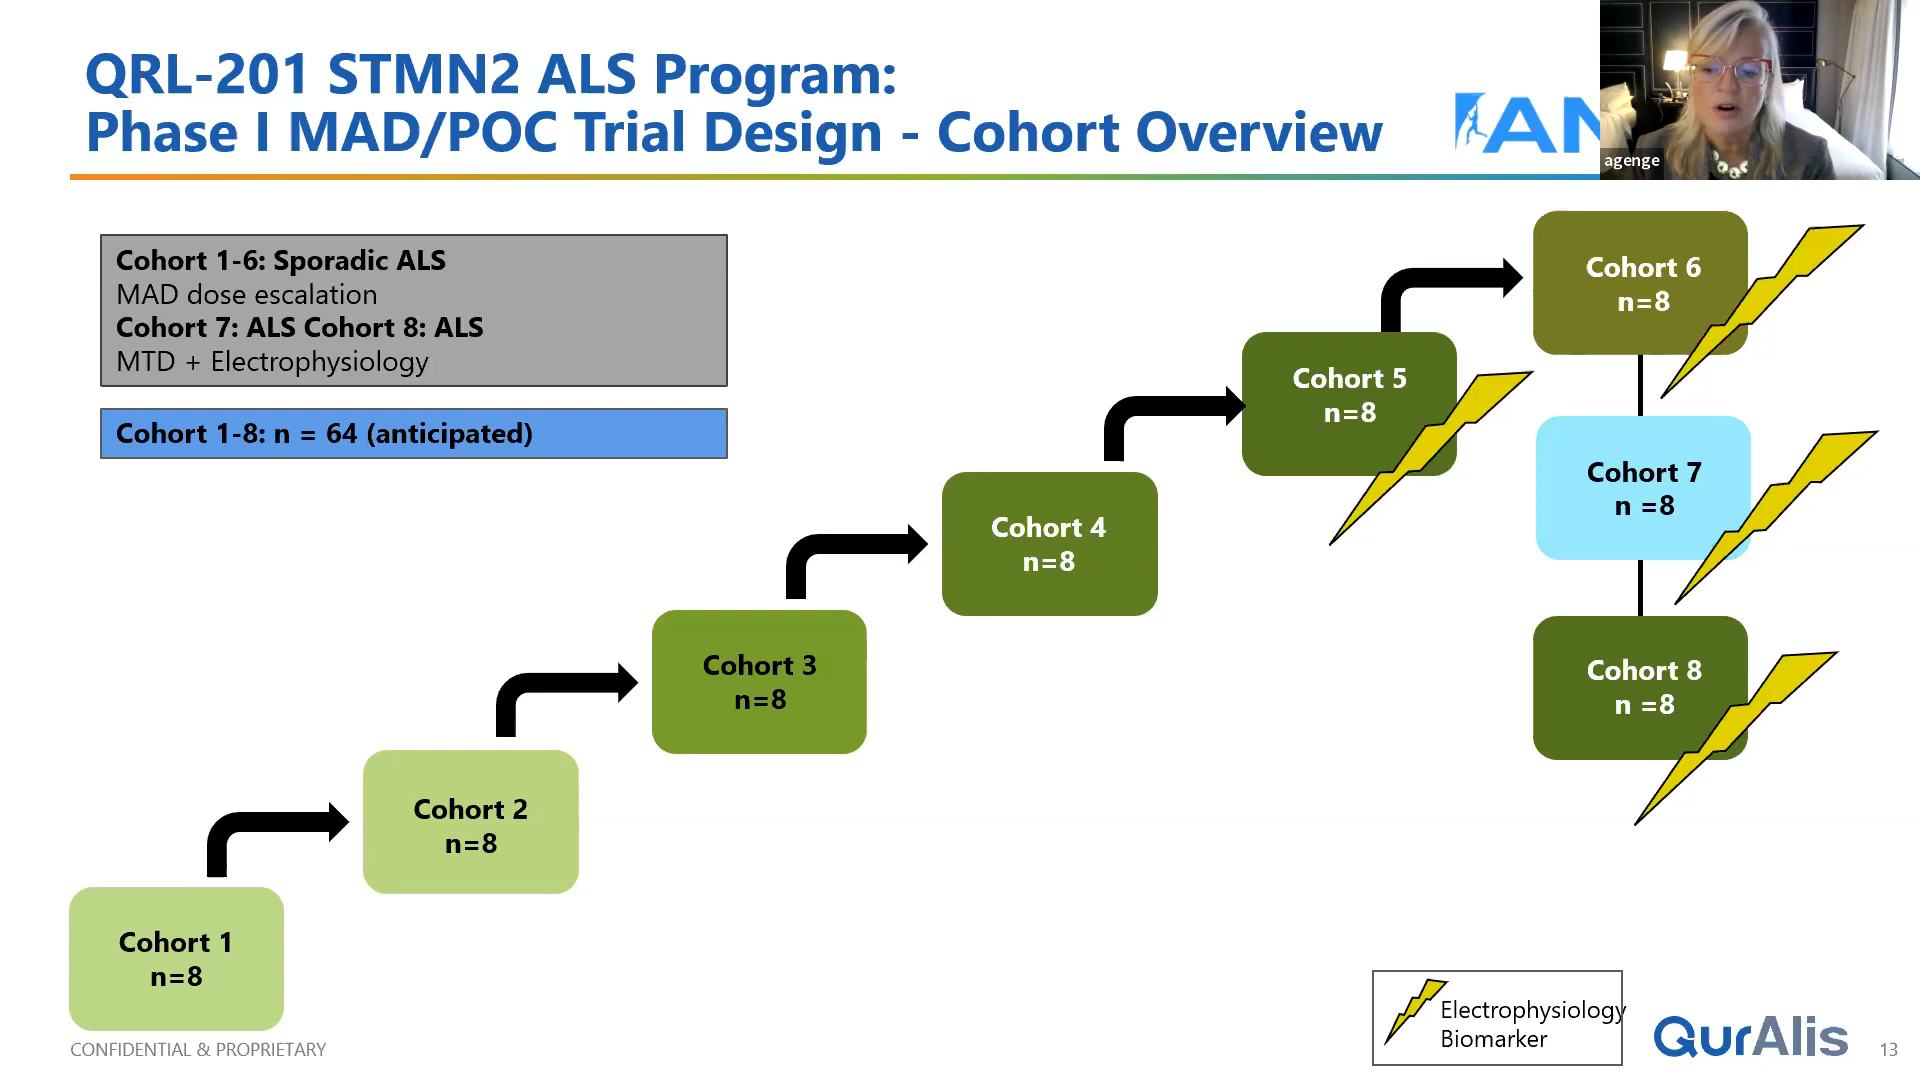 QRL-201 STMN2 ALS Program:
Phase I MAD/POC Trial Design - Cohort Overview
agenge
Cohort 1-6: Sporadic ALS
MAD dose escalation
Cohort 7: ALS Cohort 8: ALS
MTD + Electrophysiology
Cohort 1-8: n = 64 (anticipated)
Cohort 6
n=8
Cohort 5
n=8
Cohort 7
n =8
Cohort 4
n=8
Cohort 8
n =8
Cohort 3
n=8
Cohort 2
n=8
Cohort 1
n=8
Electrophysiology
Biomarker
QurAlis
CONFIDENTIAL & PROPRIETARY
13